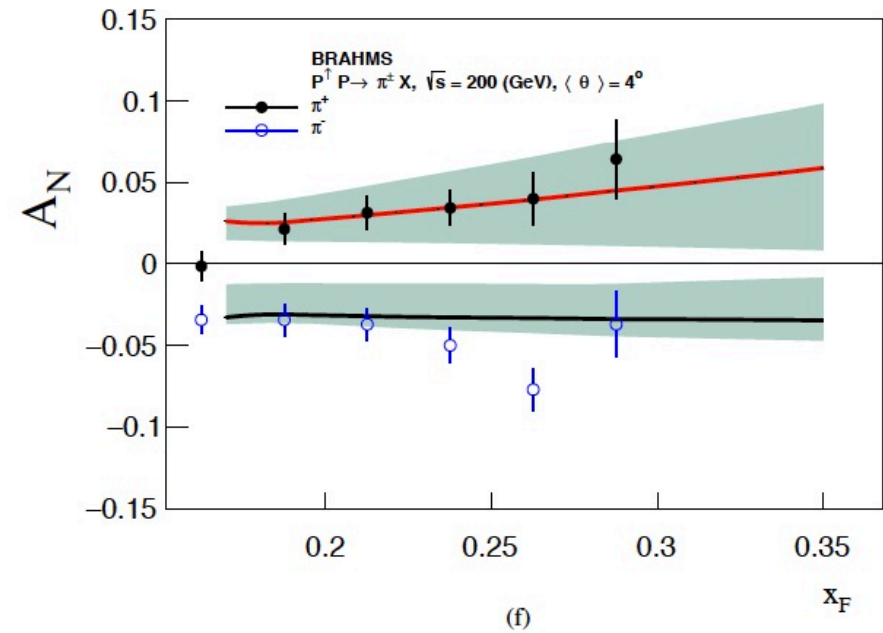 0.15
BRAHMS
P↑ P→ π± X, √s = 200 (GeV), ⟨ θ ⟩ = 4°
π+
π-
0.1
0.05
0
−0.05
−0.1
−0.15
A_N
0.2
0.25
0.3
0.35
x_F
(f)